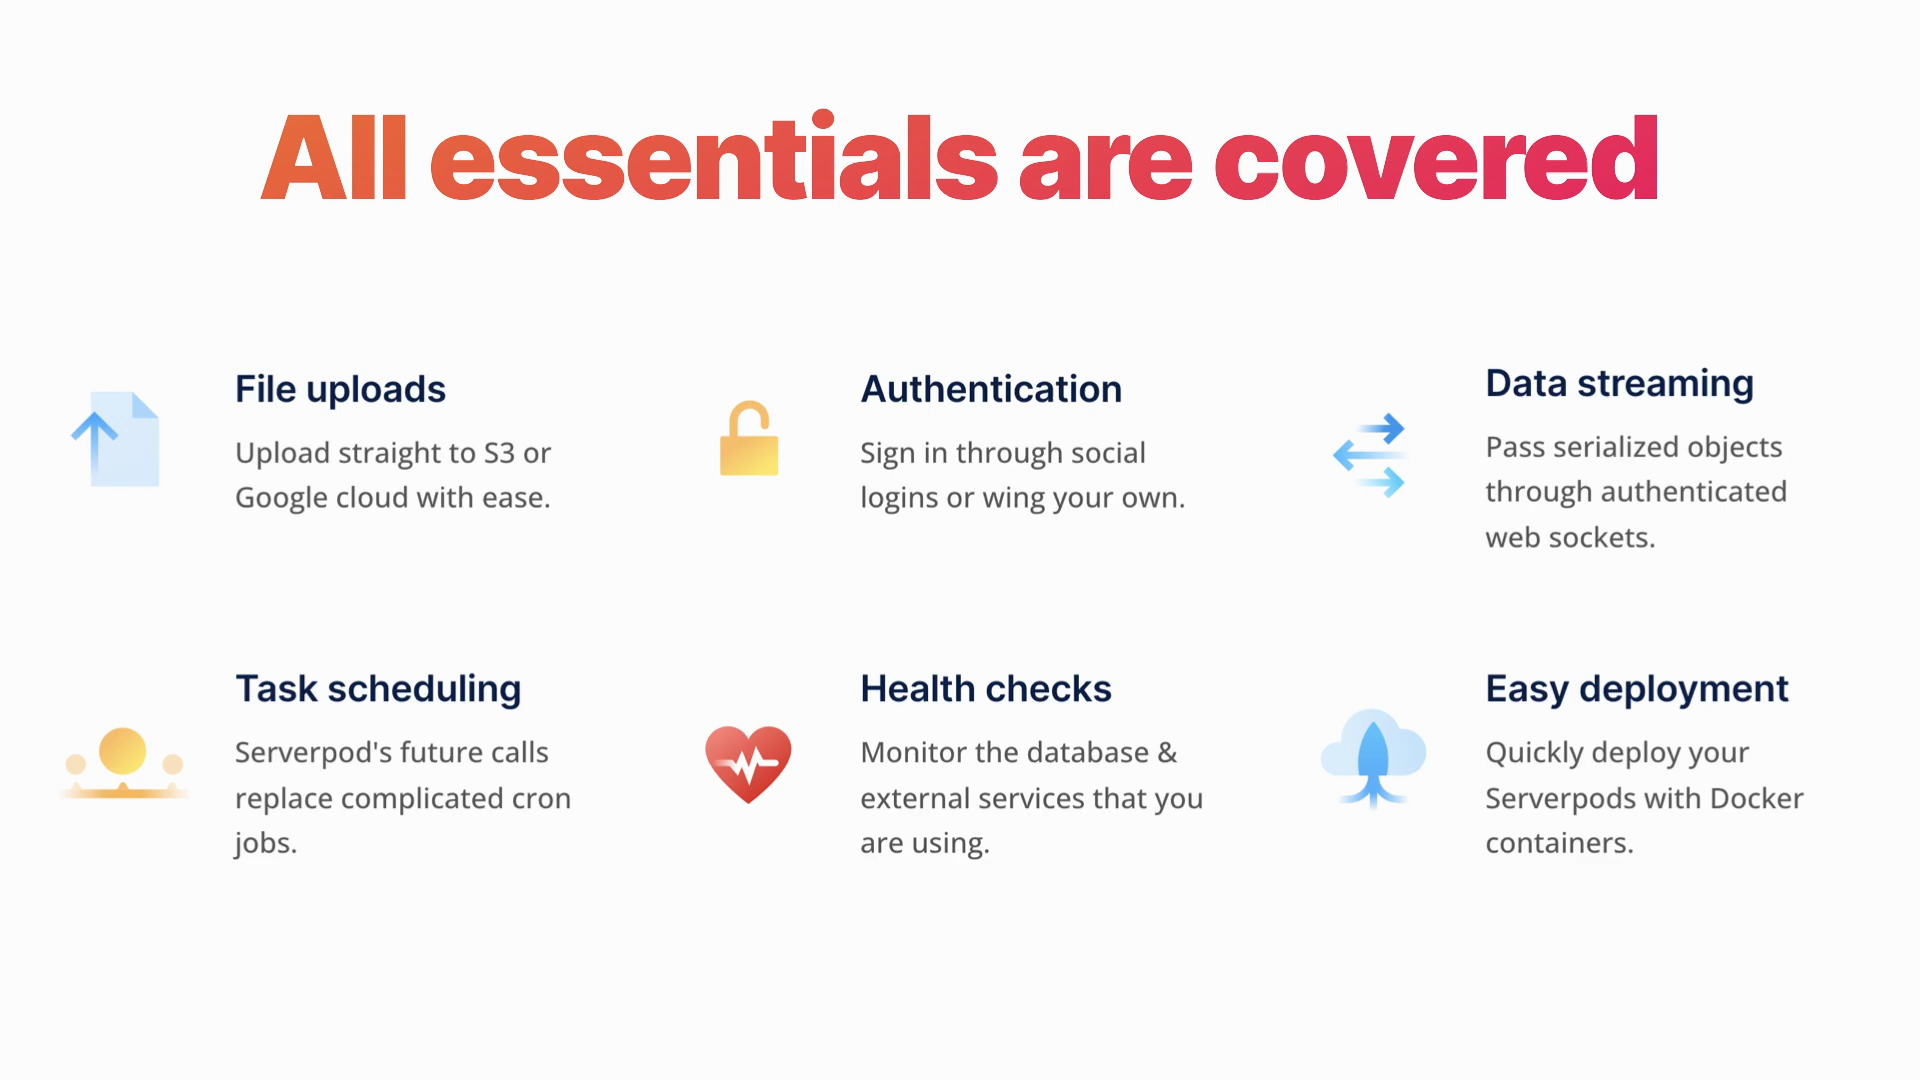 All essentials are covered
File uploads
Upload straight to S3 or
Google cloud with ease.
Authentication
Sign in through social
logins or wing your own.
Data streaming
Pass serialized objects
through authenticated
web sockets.
Task scheduling
Serverpod's future calls
replace complicated cron
jobs.
Health checks
Monitor the database &
external services that you
are using.
Easy deployment
Quickly deploy your
Serverpods with Docker
containers.